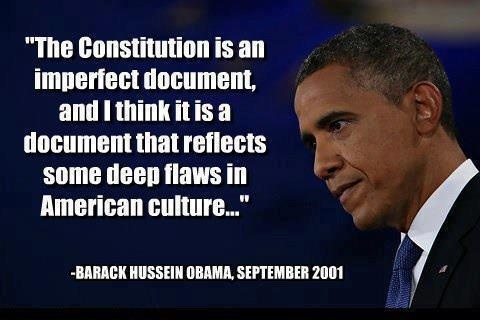 "The Constitution is an
imperfect document,
and I think it is a
document that reflects
some deep flaws in
American culture..."
-BARACK HUSSEIN OBAMA, SEPTEMBER 2001